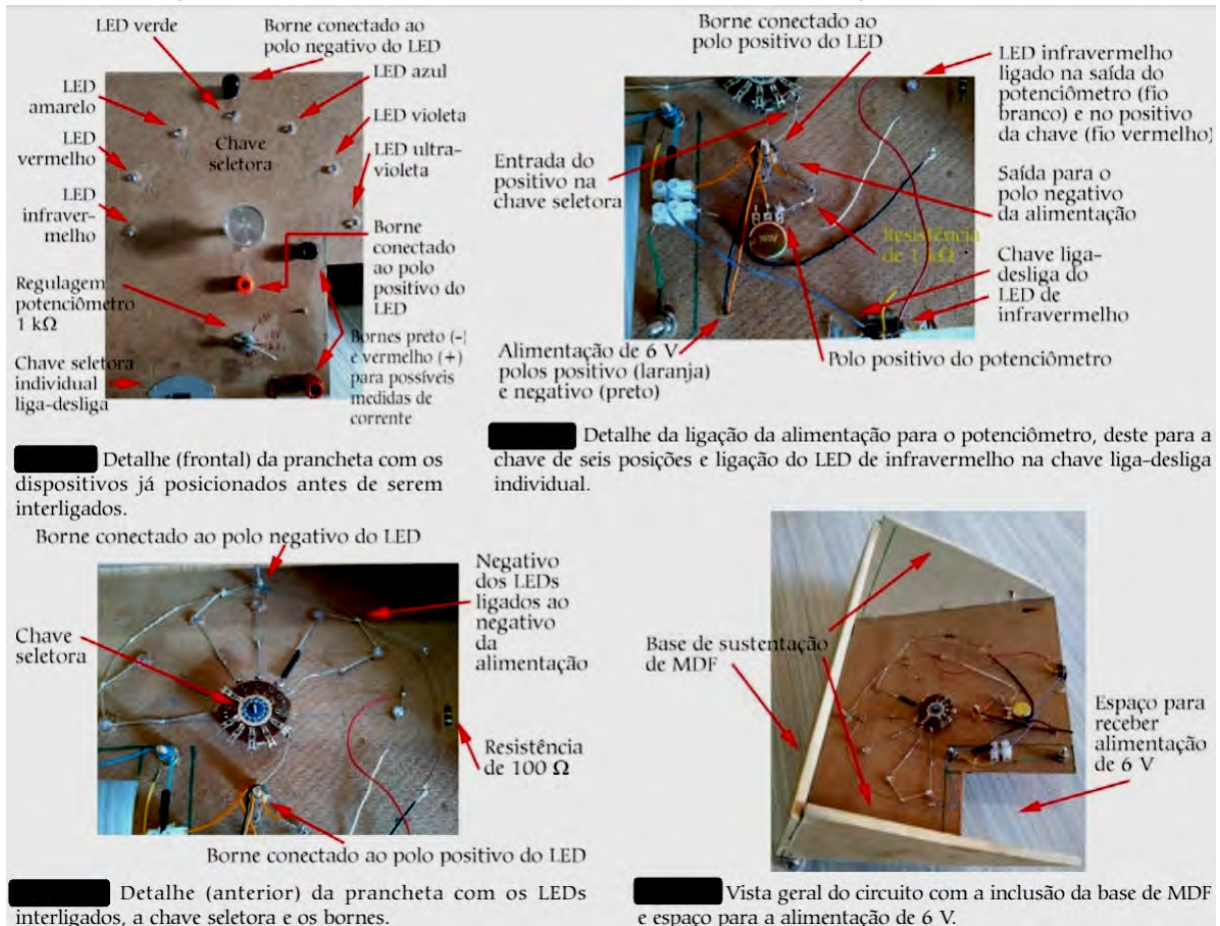 LED verde
Borne conectado ao
polo negativo do LED
LED azul
LED
amarelo
LED
vermelho
Chave
seletora
LED violeta
LED ultra-
violeta
LED
infraver-
melho
Borne
conectado
ao polo
positivo do
LED
Regulagem
potenciômetro
1 kΩ
Chave seletora
individual
liga-desliga
Bornes preto (-)
e vermelho (+)
para possíveis
medidas de
corrente
Detalhe (frontal) da prancheta com os
dispositivos já posicionados antes de serem
interligados.
Borne conectado ao
polo positivo do LED
LED infravermelho
ligado na saída do
potenciômetro (fio
branco) e no positivo
da chave (fio vermelho)
Entrada do
positivo na
chave seletora
Saída para o
polo negativo
da alimentação
Resistência
de 1 kΩ
Chave liga-
desliga do
LED de
infravermelho
Alimentação de 6 V
polos positivo (laranja)
e negativo (preto)
Polo positivo do potenciômetro
Detalhe da ligação da alimentação para o potenciômetro, deste para a
chave de seis posições e ligação do LED de infravermelho na chave liga-desliga
individual.
Borne conectado ao polo negativo do LED
Negativo
dos LEDs
ligados ao
negativo
da
alimentação
Chave
seletora
Resistência
de 100 Ω
Borne conectado ao polo positivo do LED
Detalhe (anterior) da prancheta com os LEDs
interligados, a chave seletora e os bornes.
Base de sustentação
de MDF
Espaço para
receber
alimentação
de 6 V
Vista geral do circuito com a inclusão da base de MDF
e espaço para a alimentação de 6 V.